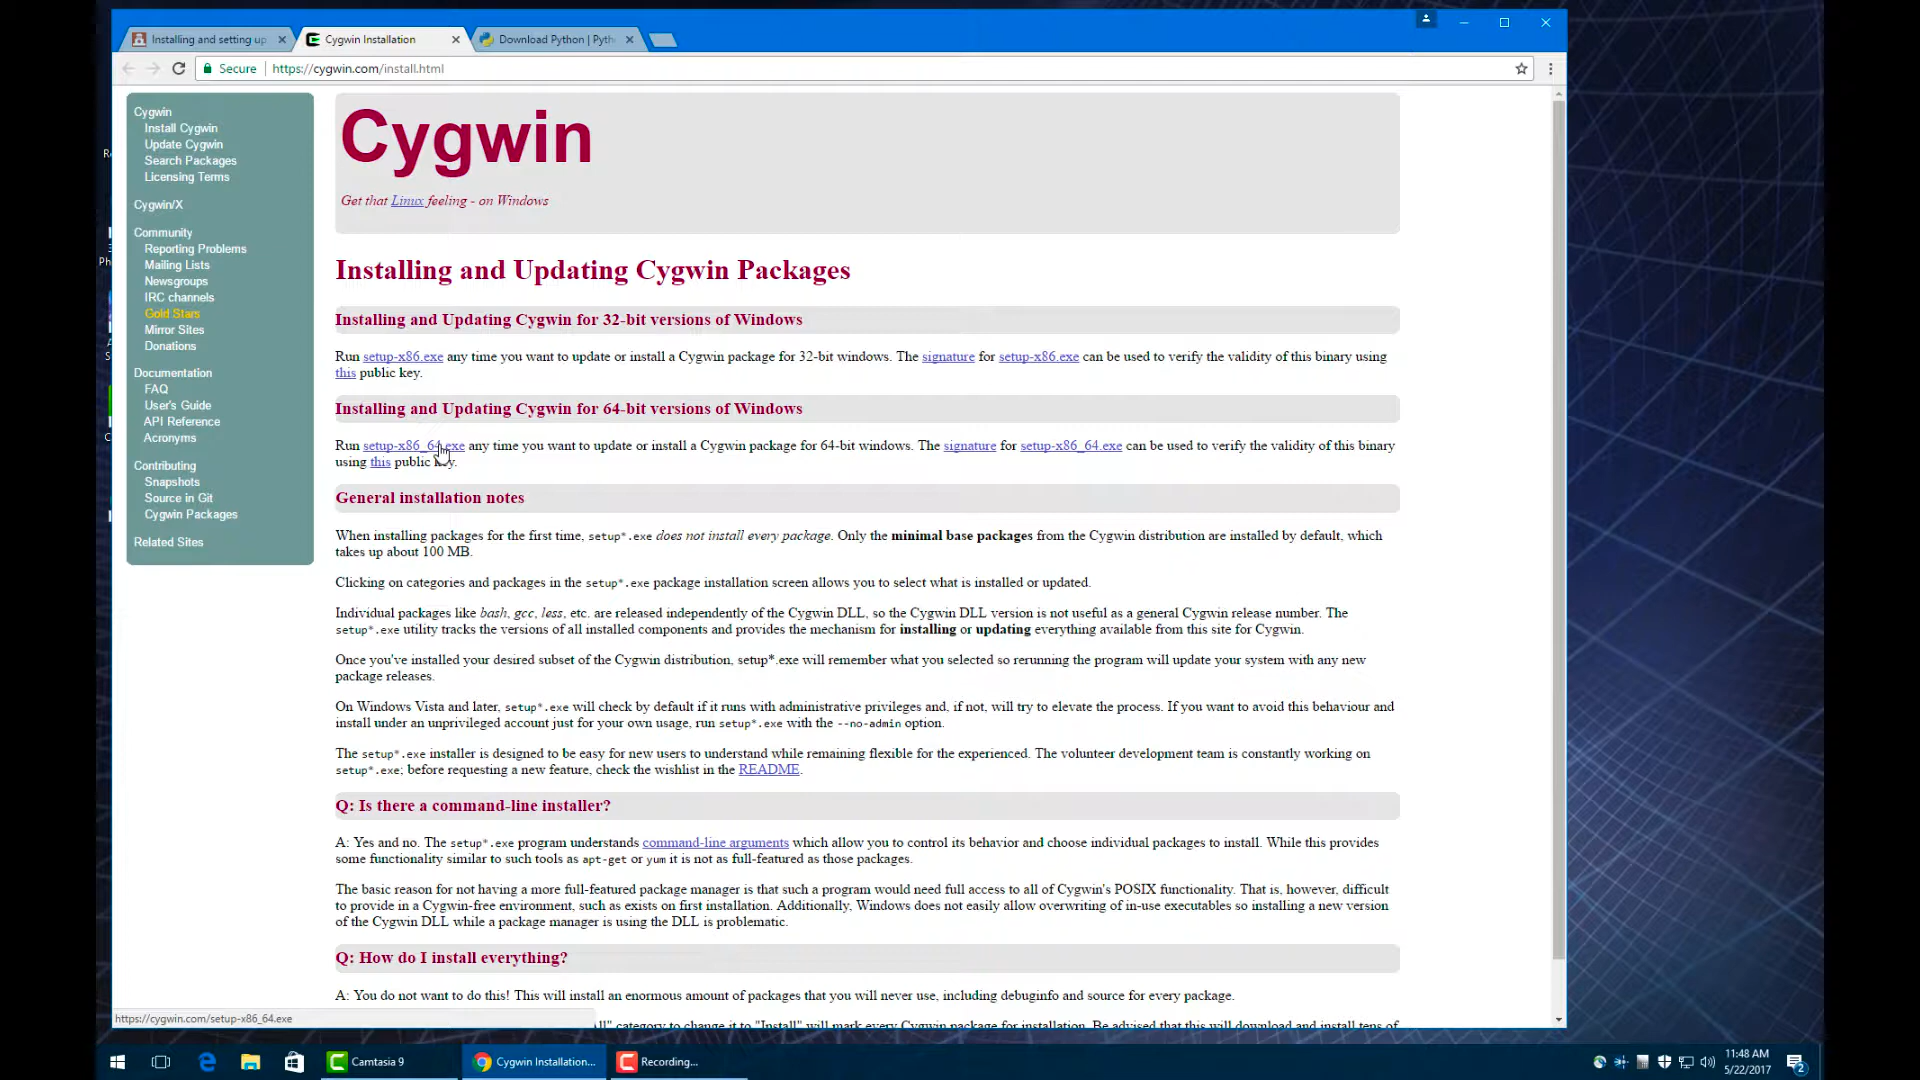 Installing and setting up
Cygwin Installation
Download Python | Pyth
Secure
https://cygwin.com/install.html
Cygwin
Install Cygwin
Update Cygwin
Search Packages
Licensing Terms
Cygwin/X
Community
Reporting Problems
Mailing Lists
Newsgroups
IRC channels
Gold Stars
Mirror Sites
Donations
Documentation
FAQ
User's Guide
API Reference
Acronyms
Contributing
Snapshots
Source in Git
Cygwin Packages
Related Sites
Cygwin
Get that Linux feeling - on Windows
Installing and Updating Cygwin Packages
Installing and Updating Cygwin for 32-bit versions of Windows
Run setup-x86.exe any time you want to update or install a Cygwin package for 32-bit windows. The signature for setup-x86.exe can be used to verify the validity of this binary using
this public key.
Installing and Updating Cygwin for 64-bit versions of Windows
Run setup-x86_64.exe any time you want to update or install a Cygwin package for 64-bit windows. The signature for setup-x86_64.exe can be used to verify the validity of this binary
using this public key.
General installation notes
When installing packages for the first time, setup*.exe does not install every package. Only the minimal base packages from the Cygwin distribution are installed by default, which
takes up about 100 MB.
Clicking on categories and packages in the setup*.exe package installation screen allows you to select what is installed or updated.
Individual packages like bash, gcc, less, etc. are released independently of the Cygwin DLL, so the Cygwin DLL version is not useful as a general Cygwin release number. The
setup*.exe utility tracks the versions of all installed components and provides the mechanism for installing or updating everything available from this site for Cygwin.
Once you've installed your desired subset of the Cygwin distribution, setup*.exe will remember what you selected so rerunning the program will update your system with any new
package releases.
On Windows Vista and later, setup*.exe will check by default if it runs with administrative privileges and, if not, will try to elevate the process. If you want to avoid this behaviour and
install under an unprivileged account just for your own usage, run setup*.exe with the --no-admin option.
The setup*.exe installer is designed to be easy for new users to understand while remaining flexible for the experienced. The volunteer development team is constantly working on
setup*.exe; before requesting a new feature, check the wishlist in the README.
Q: Is there a command-line installer?
A: Yes and no. The setup*.exe program understands command-line arguments which allow you to control its behavior and choose individual packages to install. While this provides
some functionality similar to such tools as apt-get or yum it is not as full-featured as those packages.
The basic reason for not having a more full-featured package manager is that such a program would need full access to all of Cygwin's POSIX functionality. That is, however, difficult
to provide in a Cygwin-free environment, such as exists on first installation. Additionally, Windows does not easily allow overwriting of in-use executables so installing a new version
of the Cygwin DLL while a package manager is using the DLL is problematic.
Q: How do I install everything?
A: You do not want to do this! This will install an enormous amount of packages that you will never use, including debuginfo and source for every package.
All" category to change it to "Install" will mark every Cygwin package for installation. Be advised that this will download and install tens of
https://cygwin.com/setup-x86_64.exe
Camtasia 9
Cygwin Installation...
Recording...
11:48 AM
5/22/2017
2